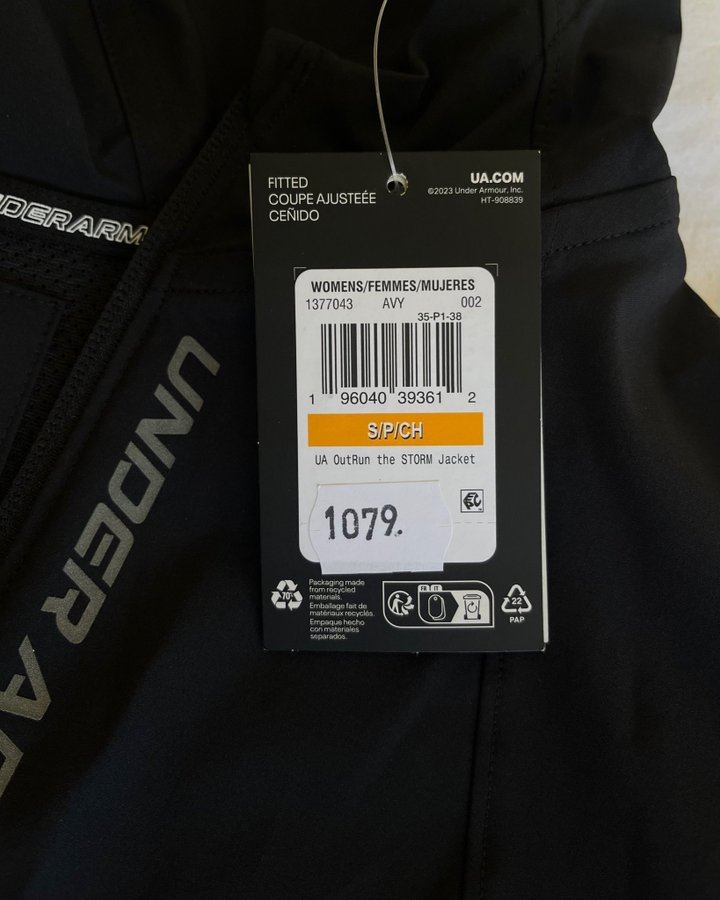 UNDERARM
UNDER AR
FITTED
COUPE AJUSTEÉE
CEÑIDO
UA.COM
©2023 Under Armour, Inc.
HT-908839
WOMENS/FEMMES/MUJERES
1377043 AVY 002
35-P1-38
1 96040 39361 2
S/P/CH
UA OutRun the STORM Jacket
1079.
70%
Packaging made
from recycled
materials.
Emballage fait de
matériaux recyclés.
Empaque hecho
con materiales
separados.
FR
22
PAP